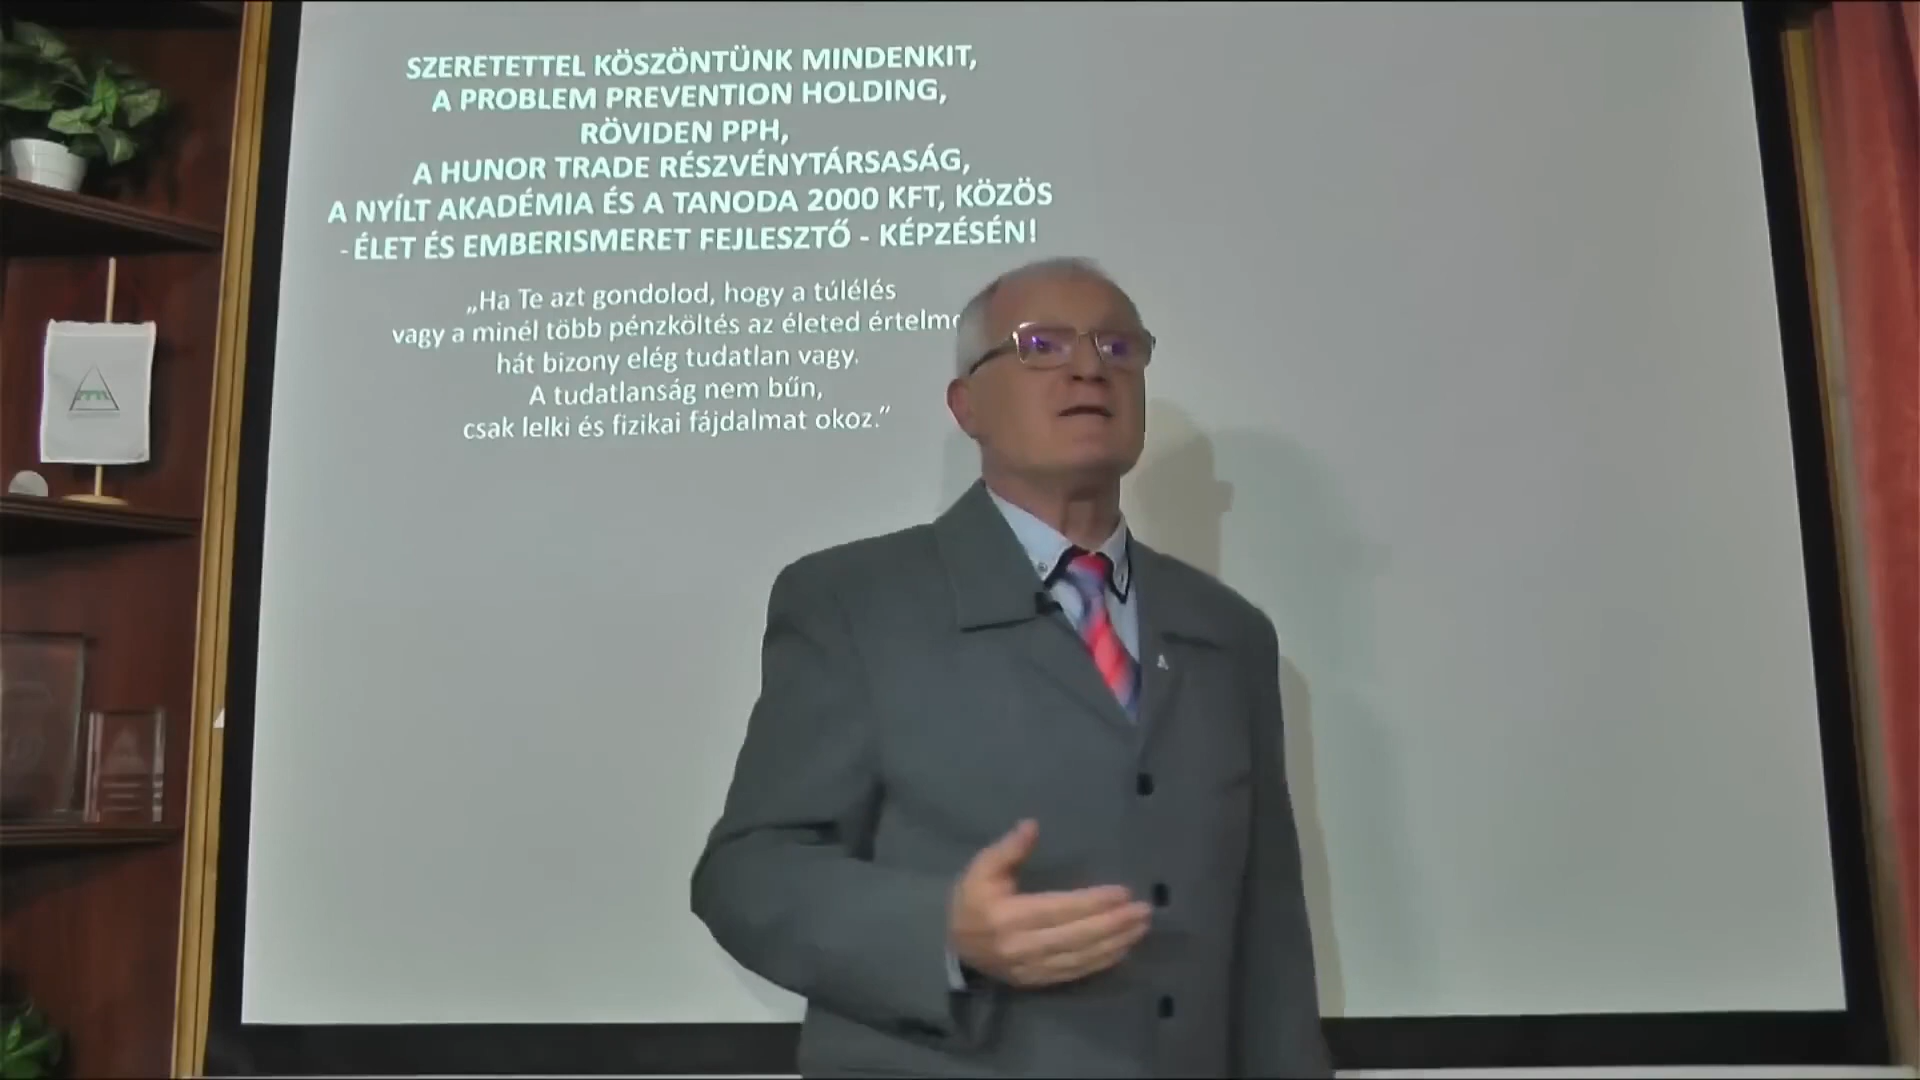 SZERETETTEL KÖSZÖNTÜNK MINDENKIT,
A PROBLEM PREVENTION HOLDING,
RÖVIDEN PPH,
A HUNOR TRADE RÉSZVÉNYTÁRSASÁG,
A NYÍLT AKADÉMIA ÉS A TANODA 2000 KFT, KÖZÖS
- ÉLET ÉS EMBERISMERET FEJLESZTŐ - KÉPZÉSÉN!
„Ha Te azt gondolod, hogy a túlélés
vagy a minél több pénzköltés az életed
hát bizony elég tudatlan vagy.
A tudatlanság nem bűn,
csak lelki és fizikai fájdalmat okoz.”